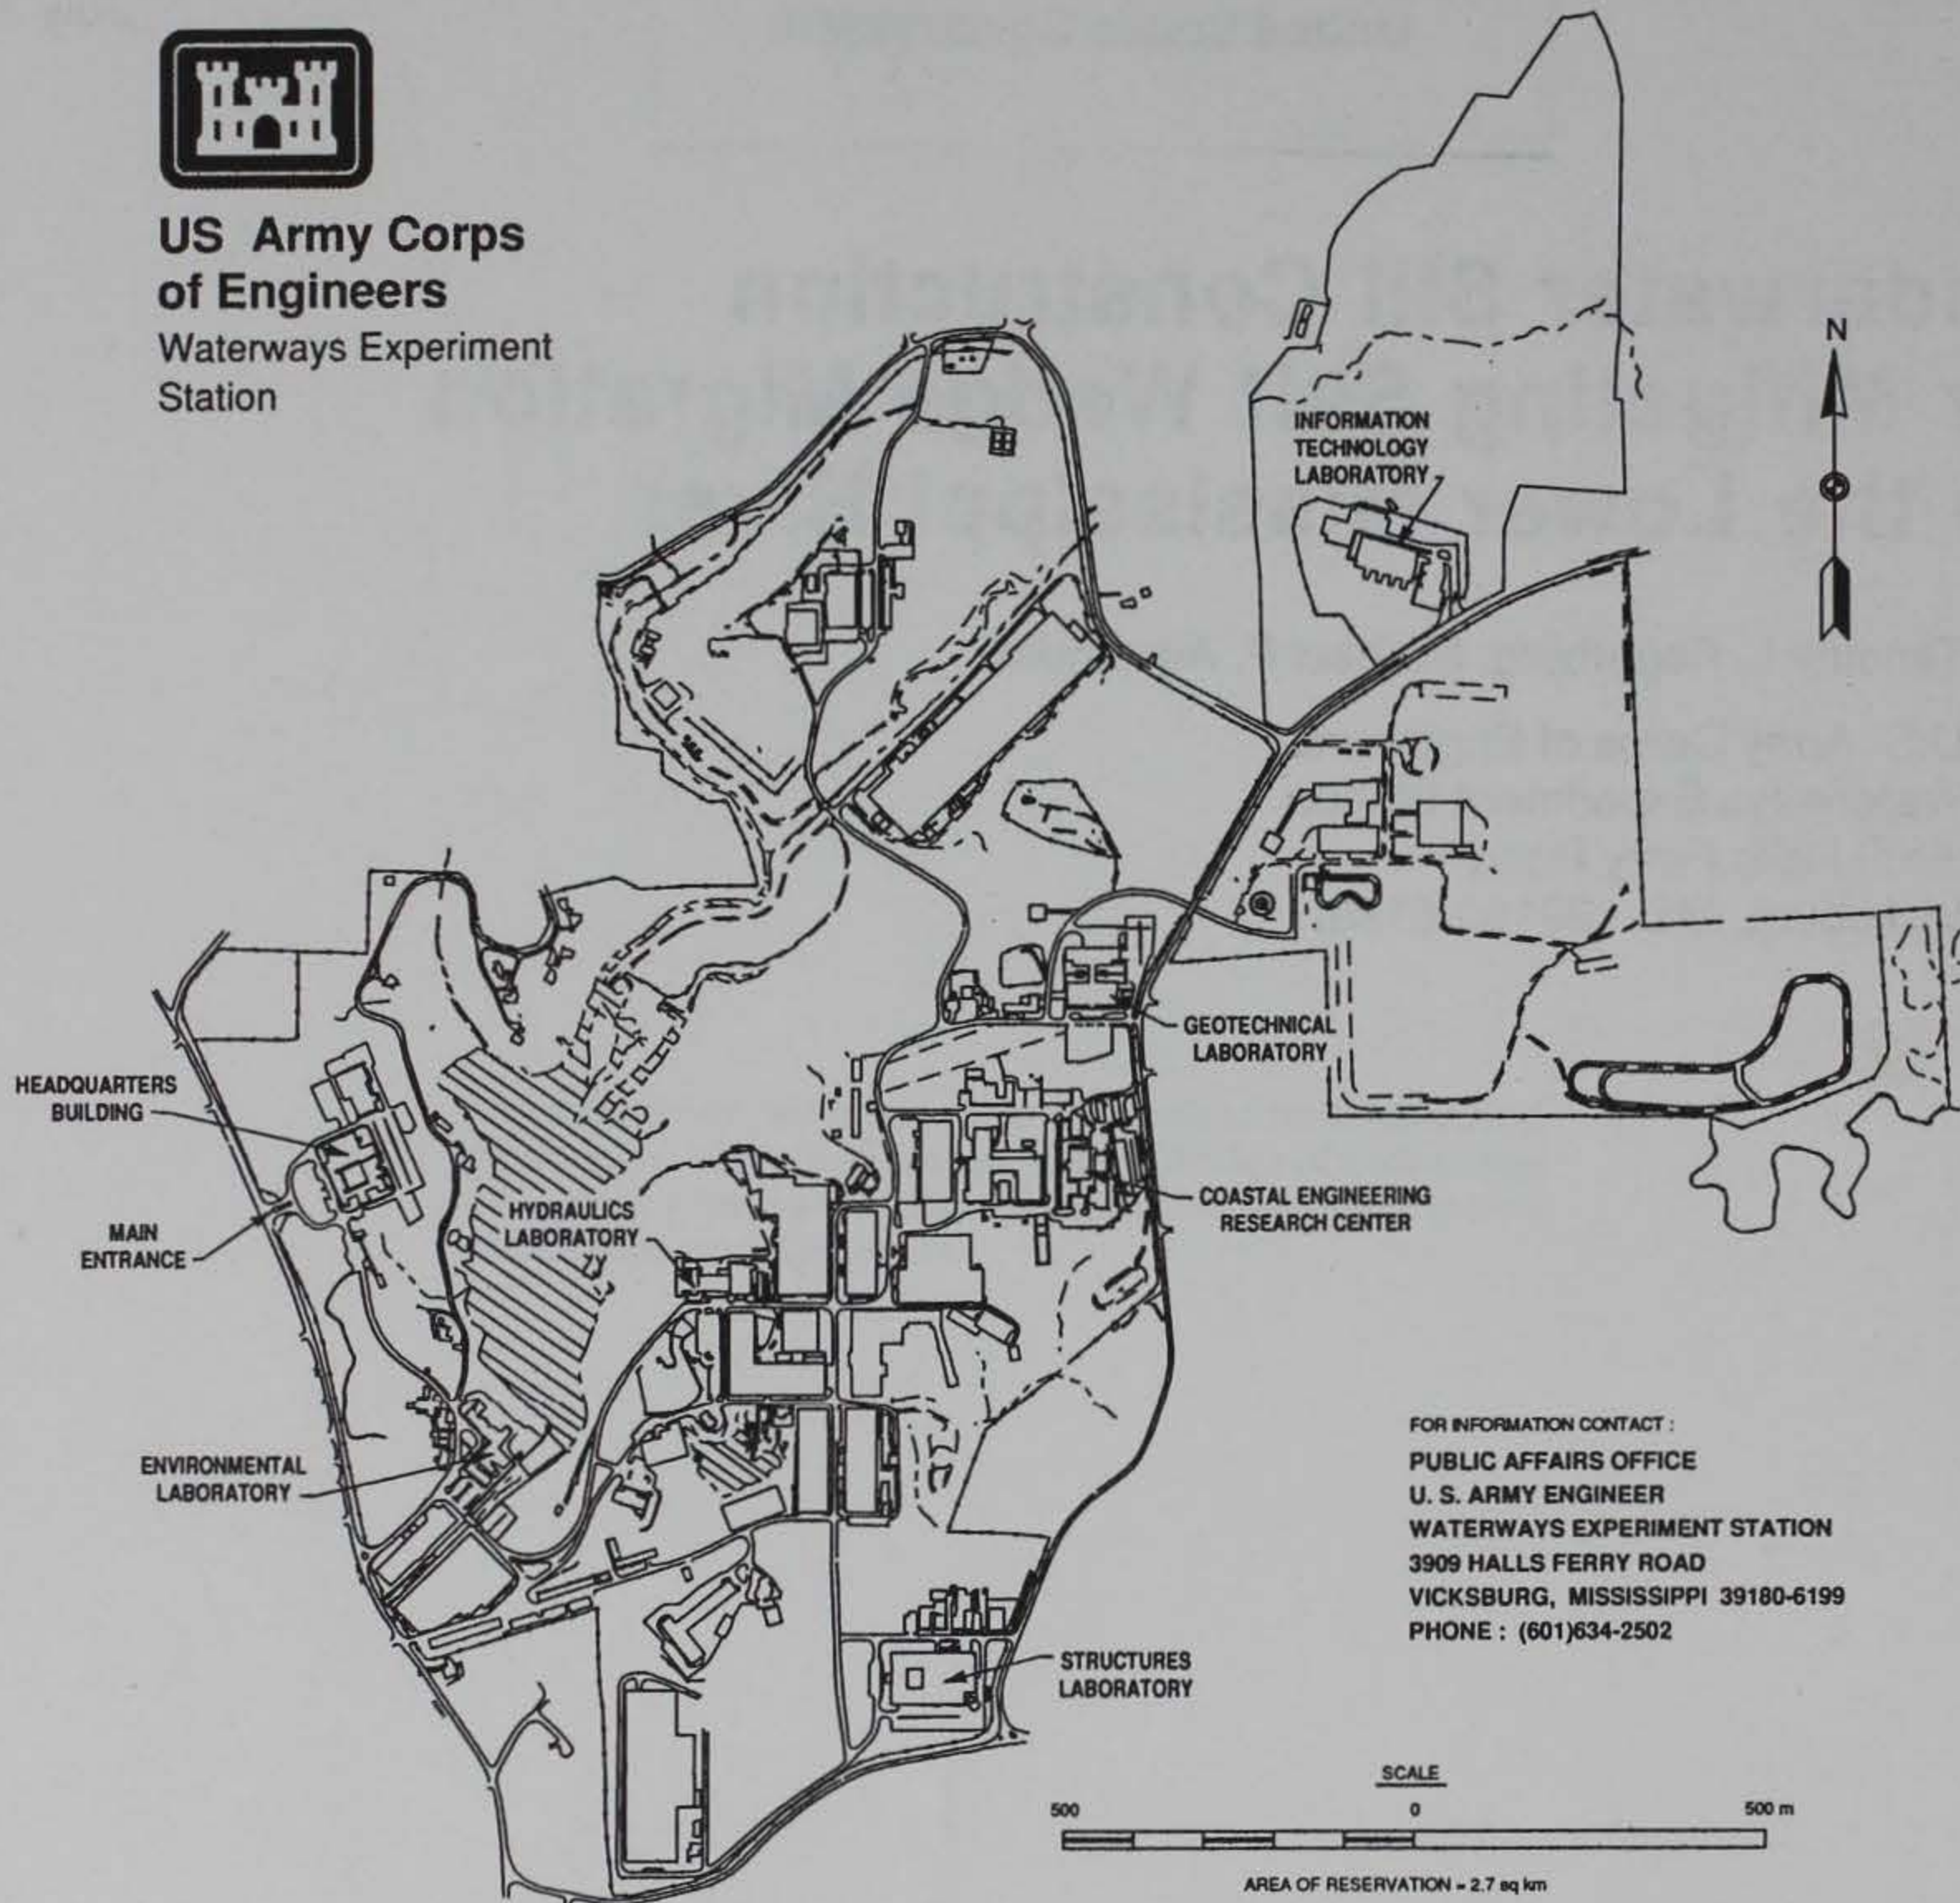 US Army Corps
of Engineers
Waterways Experiment
Station
N
INFORMATION
TECHNOLOGY
LABORATORY
GEOTECHNICAL
LABORATORY
HEADQUARTERS
BUILDING
HYDRAULICS
LABORATORY
COASTAL ENGINEERING
RESEARCH CENTER
MAIN
ENTRANCE
ENVIRONMENTAL
LABORATORY
STRUCTURES
LABORATORY
FOR INFORMATION CONTACT :
PUBLIC AFFAIRS OFFICE
U. S. ARMY ENGINEER
WATERWAYS EXPERIMENT STATION
3909 HALLS FERRY ROAD
VICKSBURG, MISSISSIPPI 39180-6199
PHONE : (601)634-2502
SCALE
500 0 500 m
AREA OF RESERVATION = 2.7 sq km